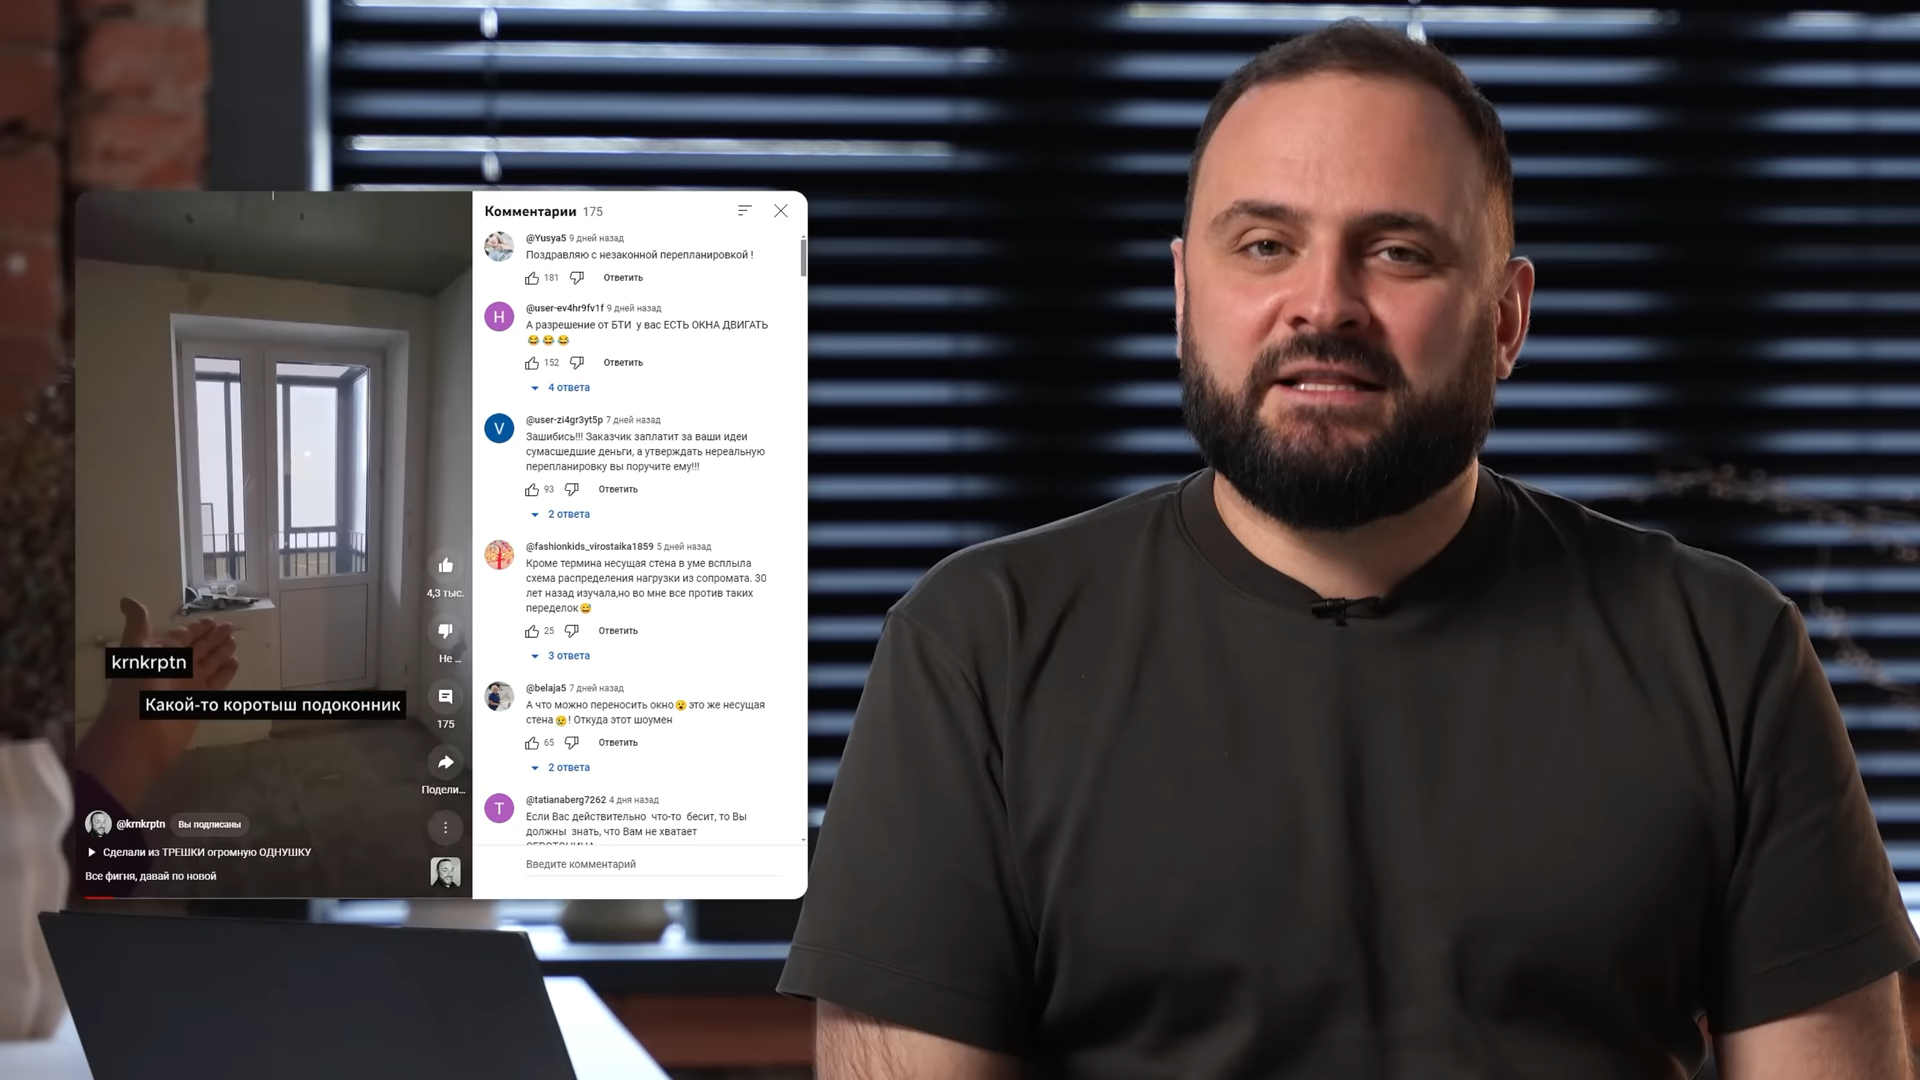 krnkrptn
Какой-то коротыш подоконник
4,3 тыс.
Не ...
175
Подели...
@krnkrptn
Вы подписаны
Сделали из ТРЕШКИ огромную ОДНУШКУ
Все фигня, давай по новой
Комментарии 175
@Yusya5 9 дней назад
Поздравляю с незаконной перепланировкой !
181
Ответить
Н
@user-ev4hr9fv1f 9 дней назад
А разрешение от БТИ у вас ЕСТЬ ОКНА ДВИГАТЬ
😂 😂 😂
152
Ответить
4 ответа
V
@user-zi4gr3yt5p 7 дней назад
Зашибись!!! Заказчик заплатит за ваши идеи
сумасшедшие деньги, а утверждать нереальную
перепланировку вы поручите ему!!!
93
Ответить
2 ответа
@fashionkids_virostaika1859 5 дней назад
Кроме термина несущая стена в уме всплыла
схема распределения нагрузки из сопромата. 30
лет назад изучала,но во мне все против таких
переделок😅
25
Ответить
3 ответа
@belaja5 7 дней назад
А что можно переносить окно😮это же несущая
стена😢! Откуда этот шоумен
65
Ответить
2 ответа
T
@tatianaberg7262 4 дня назад
Если Вас действительно что-то бесит, то Вы
должны знать, что Вам не хватает
Введите комментарий